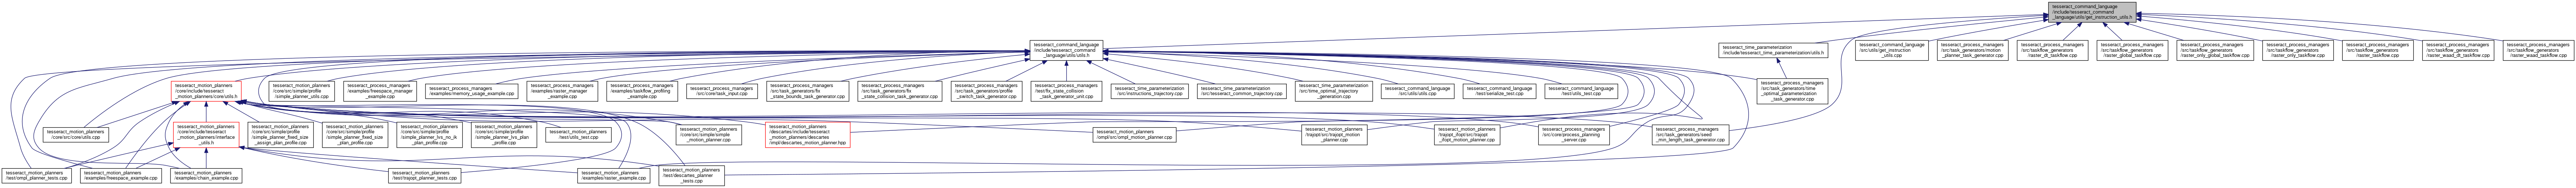 tesseract_command_language
/include/tesseract_command
_language/utils/get_instruction_utils.h
tesseract_command_language
/include/tesseract_command
_language/utils/utils.h
tesseract_time_parameterization
/include/tesseract_time_parameterization/utils.h
tesseract_command_language
/src/utils/get_instruction
_utils.cpp
tesseract_process_managers
/src/task_generators/motion
_planner_task_generator.cpp
tesseract_process_managers
/src/taskflow_generators
/raster_dt_taskflow.cpp
tesseract_process_managers
/src/taskflow_generators
/raster_global_taskflow.cpp
tesseract_process_managers
/src/taskflow_generators
/raster_only_global_taskflow.cpp
tesseract_process_managers
/src/taskflow_generators
/raster_only_taskflow.cpp
tesseract_process_managers
/src/taskflow_generators
/raster_taskflow.cpp
tesseract_process_managers
/src/taskflow_generators
/raster_waad_dt_taskflow.cpp
tesseract_process_managers
/src/taskflow_generators
/raster_waad_taskflow.cpp
tesseract_motion_planners
/core/include/tesseract
_motion_planners/core/utils.h
tesseract_motion_planners
/core/src/simple/profile
/simple_planner_utils.cpp
tesseract_process_managers
/examples/freespace_manager
_example.cpp
tesseract_process_managers
/examples/memory_usage_example.cpp
tesseract_process_managers
/examples/raster_manager
_example.cpp
tesseract_process_managers
/examples/taskflow_profiling
_example.cpp
tesseract_process_managers
/src/core/task_input.cpp
tesseract_process_managers
/src/task_generators/fix
_state_bounds_task_generator.cpp
tesseract_process_managers
/src/task_generators/fix
_state_collision_task_generator.cpp
tesseract_process_managers
/src/task_generators/profile
_switch_task_generator.cpp
tesseract_process_managers
/test/fix_state_collision
_task_generator_unit.cpp
tesseract_time_parameterization
/src/instructions_trajectory.cpp
tesseract_time_parameterization
/src/tesseract_common_trajectory.cpp
tesseract_time_parameterization
/src/time_optimal_trajectory
_generation.cpp
tesseract_command_language
/src/utils/utils.cpp
tesseract_command_language
/test/serialize_test.cpp
tesseract_command_language
/test/utils_test.cpp
tesseract_process_managers
/src/task_generators/time
_optimal_parameterization
_task_generator.cpp
tesseract_motion_planners
/core/src/core/utils.cpp
tesseract_motion_planners
/core/include/tesseract
_motion_planners/interface
_utils.h
tesseract_motion_planners
/core/src/simple/profile
/simple_planner_fixed_size
_assign_plan_profile.cpp
tesseract_motion_planners
/core/src/simple/profile
/simple_planner_fixed_size
_plan_profile.cpp
tesseract_motion_planners
/core/src/simple/profile
/simple_planner_lvs_no_ik
_plan_profile.cpp
tesseract_motion_planners
/core/src/simple/profile
/simple_planner_lvs_plan
_profile.cpp
tesseract_motion_planners
/test/utils_test.cpp
tesseract_motion_planners
/core/src/simple/simple
_motion_planner.cpp
tesseract_motion_planners
/descartes/include/tesseract
_motion_planners/descartes
/impl/descartes_motion_planner.hpp
tesseract_motion_planners
/ompl/src/ompl_motion_planner.cpp
tesseract_motion_planners
/trajopt/src/trajopt_motion
_planner.cpp
tesseract_motion_planners
/trajopt_ifopt/src/trajopt
_ifopt_motion_planner.cpp
tesseract_process_managers
/src/core/process_planning
_server.cpp
tesseract_process_managers
/src/task_generators/seed
_min_length_task_generator.cpp
tesseract_motion_planners
/test/ompl_planner_tests.cpp
tesseract_motion_planners
/examples/freespace_example.cpp
tesseract_motion_planners
/examples/chain_example.cpp
tesseract_motion_planners
/test/trajopt_planner_tests.cpp
tesseract_motion_planners
/examples/raster_example.cpp
tesseract_motion_planners
/test/descartes_planner
_tests.cpp